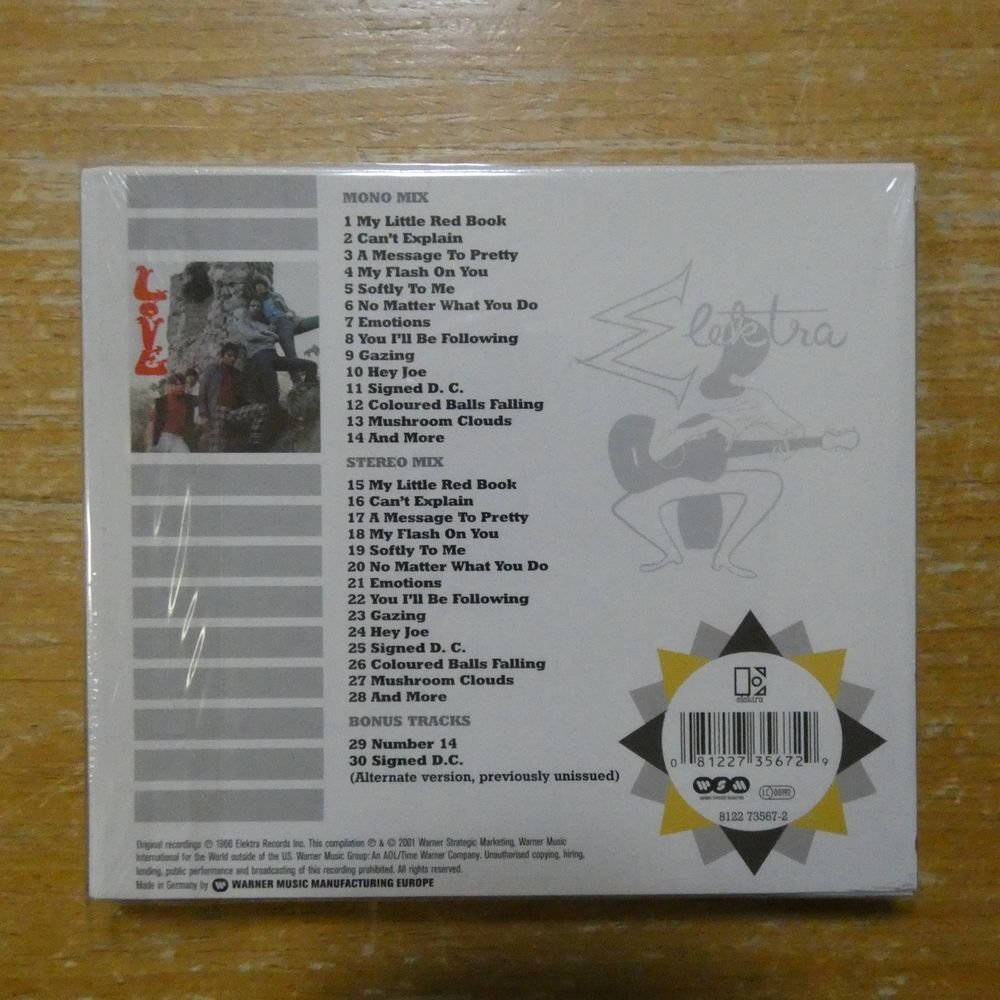 LOVE
MONO MIX
1 My Little Red Book
2 Can't Explain
3 A Message To Pretty
4 My Flash On You
5 Softly To Me
6 No Matter What You Do
7 Emotions
8 You I'll Be Following
9 Gazing
10 Hey Joe
11 Signed D. C.
12 Coloured Balls Falling
13 Mushroom Clouds
14 And More
STEREO MIX
15 My Little Red Book
16 Can't Explain
17 A Message To Pretty
18 My Flash On You
19 Softly To Me
20 No Matter What You Do
21 Emotions
22 You I'll Be Following
23 Gazing
24 Hey Joe
25 Signed D. C.
26 Coloured Balls Falling
27 Mushroom Clouds
28 And More
BONUS TRACKS
29 Number 14
30 Signed D.C.
(Alternate version, previously unissued)
Elektra
elektra
0 81227 35672 9
WSM
WARNER STRATEGIC MARKETING
LC 00192
8122 73567-2
Original recordings ℗ 1966 Elektra Records Inc. This compilation ℗ & © 2001 Warner Strategic Marketing, Warner Music
International for the World outside of the US. Warner Music Group: An AOL/Time Warner Company. Unauthorised copying, hiring,
lending, public performance and broadcasting of this recording prohibited. All rights reserved.
Made in Germany by WARNER MUSIC MANUFACTURING EUROPE